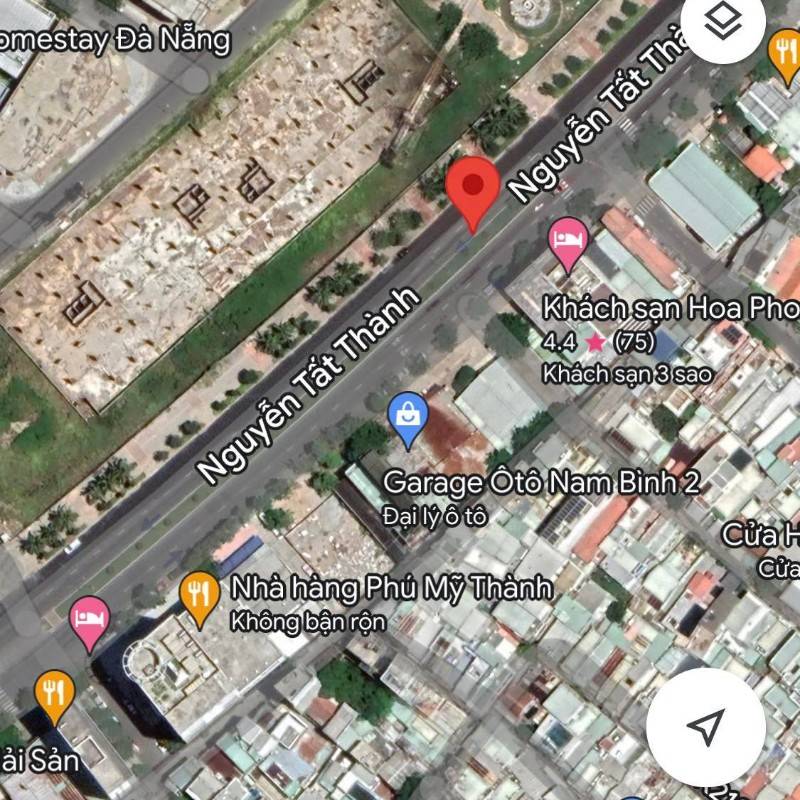 omestay Đà Nẵng
Nguyễn Tất Thà
Khách sạn Hoa Pho
4.4 ★ (75)
Khách sạn 3 sao
Nguyễn Tất Thành
Garage Ôtô Nam Bình 2
Đại lý ô tô
Cửa H
Cửa
Nhà hàng Phú Mỹ Thành
Không bận rộn
ải Sản